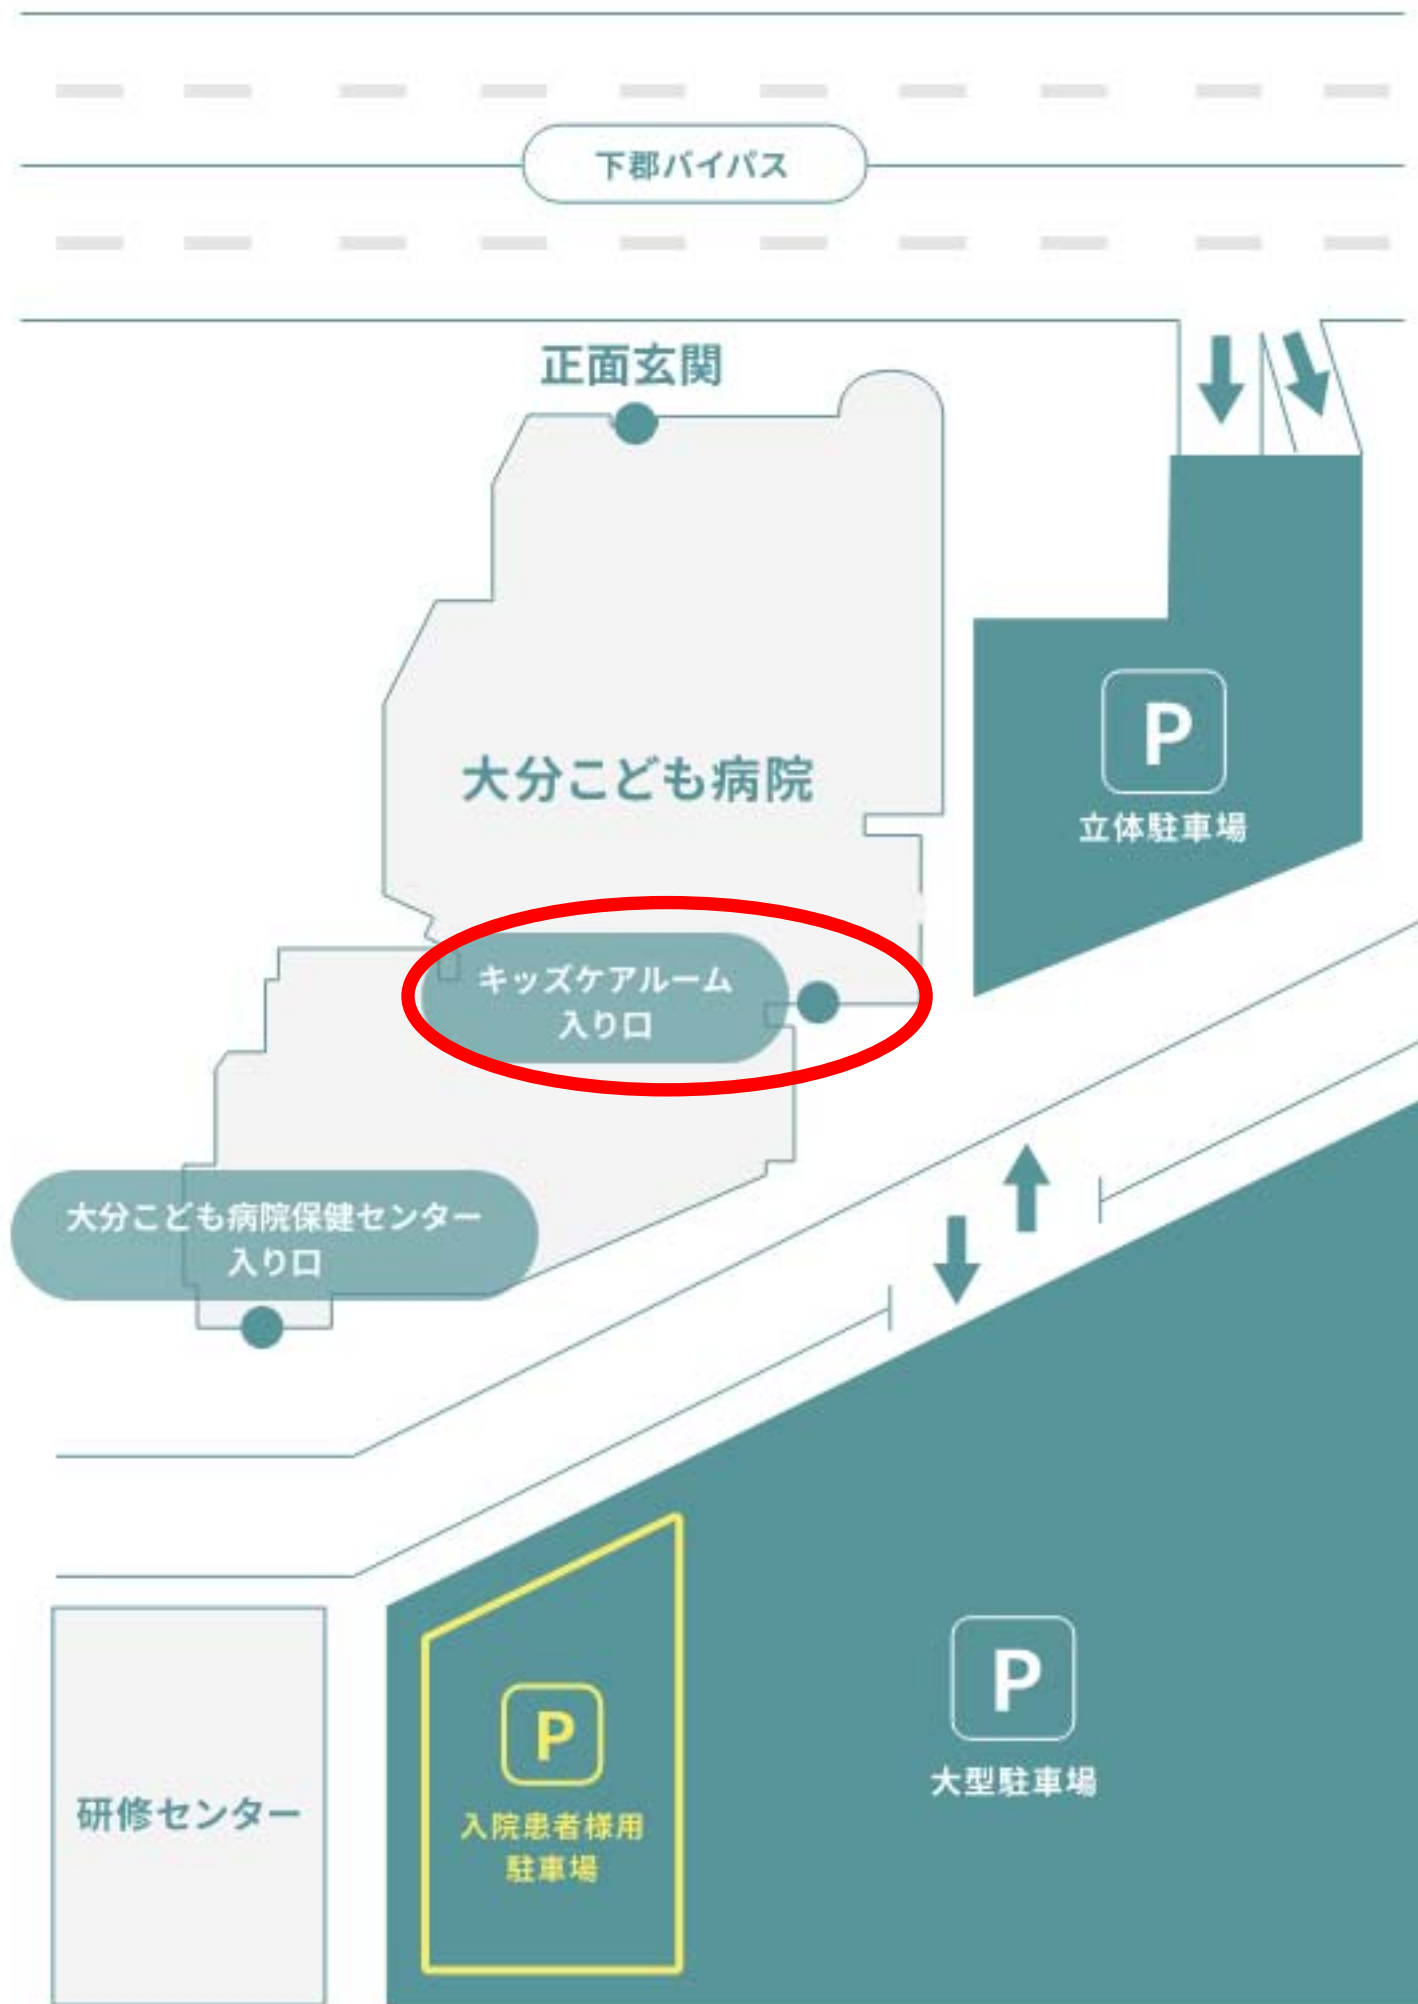 下郡バイパス
正面玄関
大分こども病院
P
立体駐車場
キッズケアルーム
入り口
大分こども病院保健センター
入り口
P
大型駐車場
P
入院患者様用
駐車場
研修センター